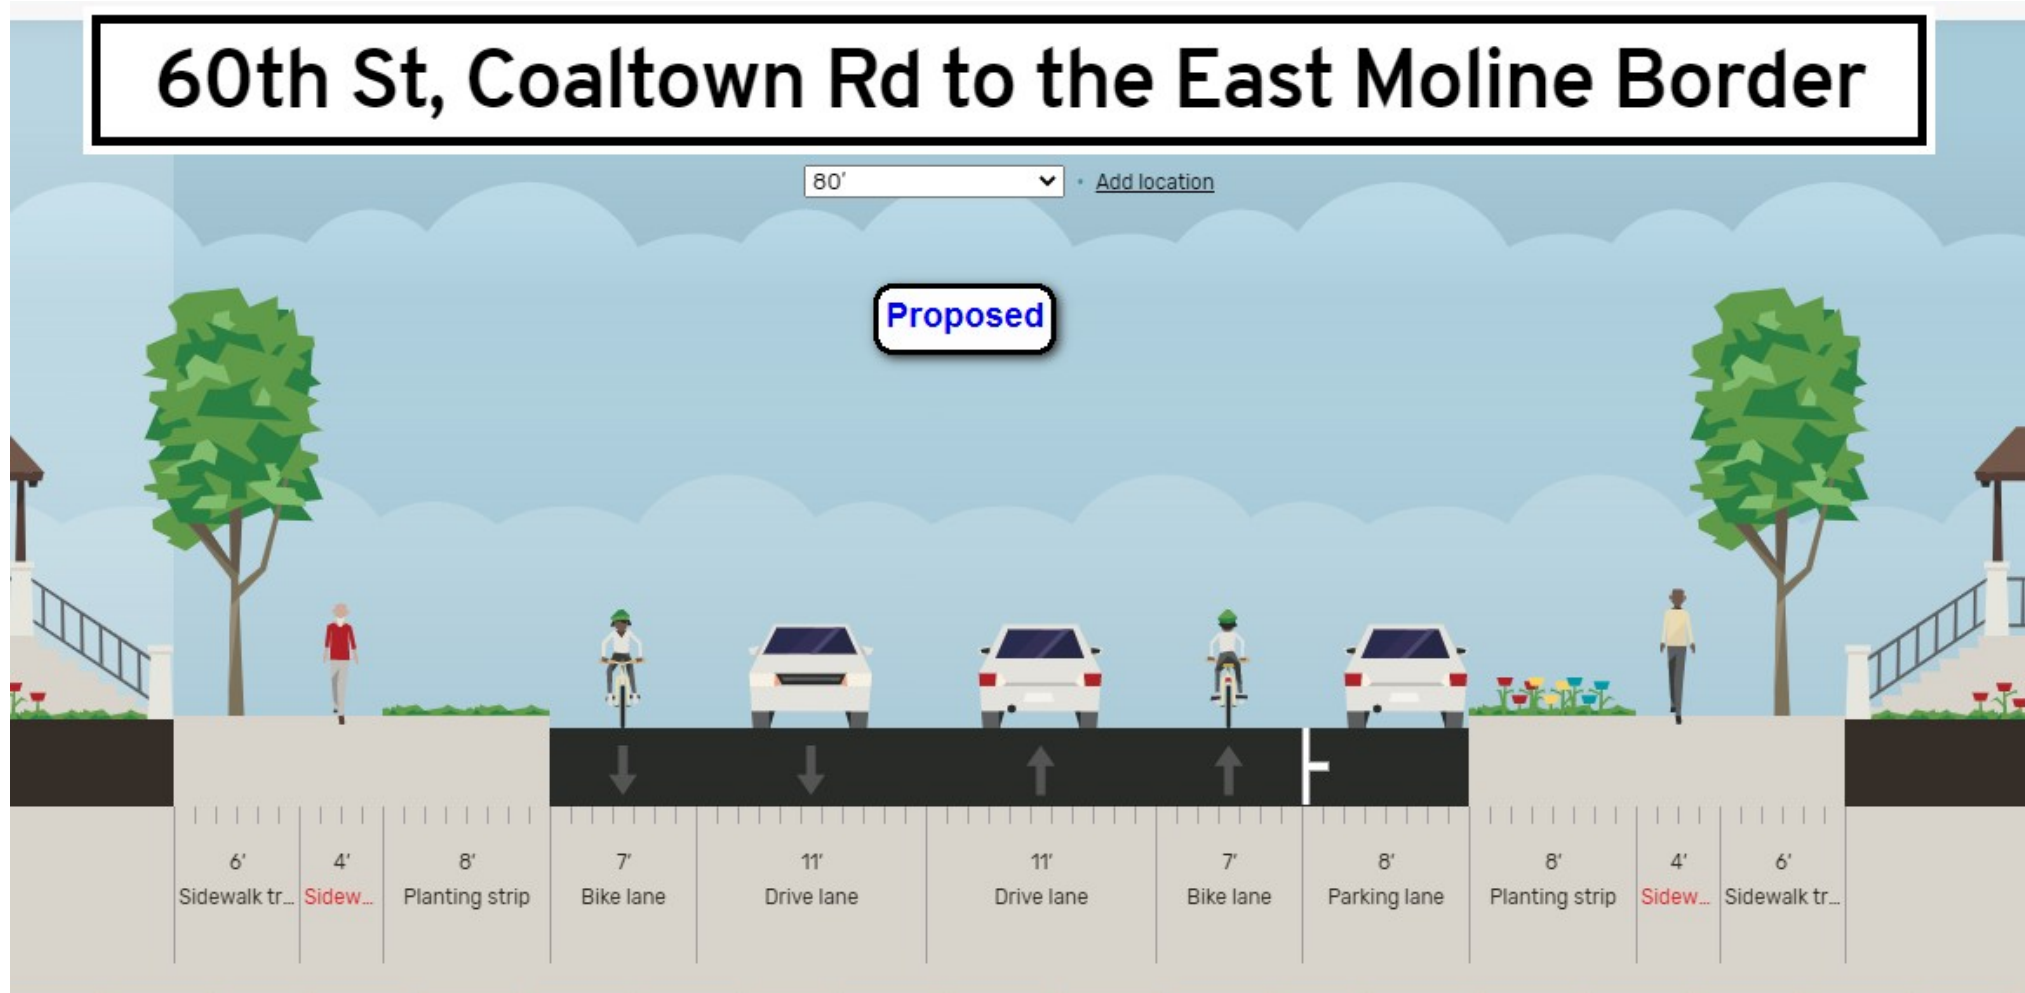 60th St, Coaltown Rd to the East Moline Border
80' • Add location
Proposed
6' 4' 8' 7' 11' 11' 7' 8' 8' 4' 6'
Sidewalk tr... Sidew... Planting strip Bike lane Drive lane Drive lane Bike lane Parking lane Planting strip Sidew... Sidewalk tr...